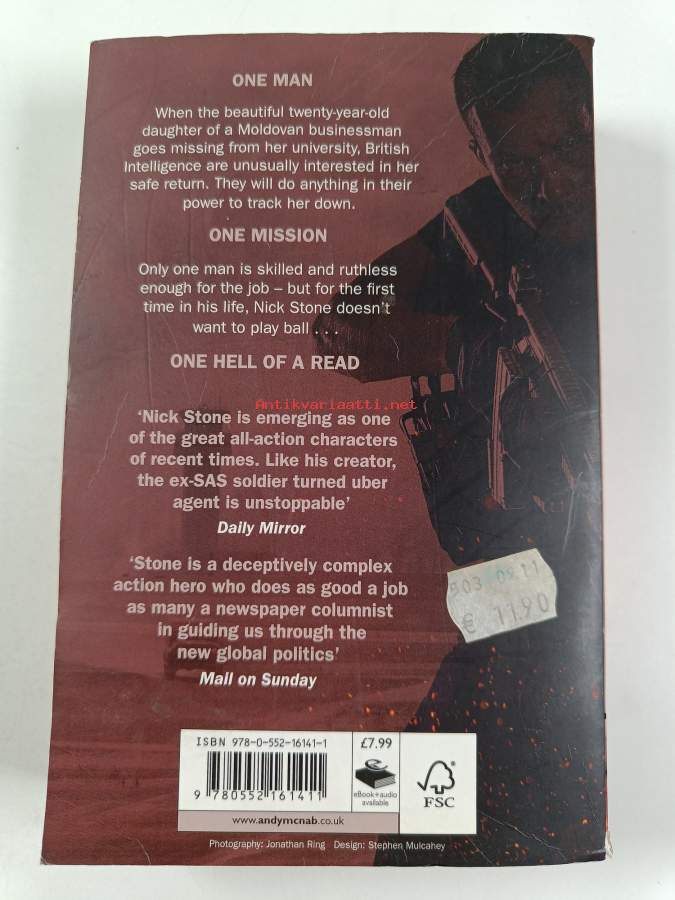 ONE MAN
When the beautiful twenty-year-old
daughter of a Moldovan businessman
goes missing from her university, British
Intelligence are unusually interested in her
safe return. They will do anything in their
power to track her down.
ONE MISSION
Only one man is skilled and ruthless
enough for the job – but for the first
time in his life, Nick Stone doesn't
want to play ball . . .
ONE HELL OF A READ
Antikvariaatti.net
'Nick Stone is emerging as one
of the great all-action characters
of recent times. Like his creator,
the ex-SAS soldier turned uber
agent is unstoppable'
Daily Mirror
'Stone is a deceptively complex
action hero who does as good a job
as many a newspaper columnist
in guiding us through the
new global politics'
Mail on Sunday
€ 11.90
ISBN 978-0-552-16141-1
9 780552 161411
£7.99
eBook+audio
available
FSC
www.andymcnab.co.uk
Photography: Jonathan Ring Design: Stephen Mulcahey